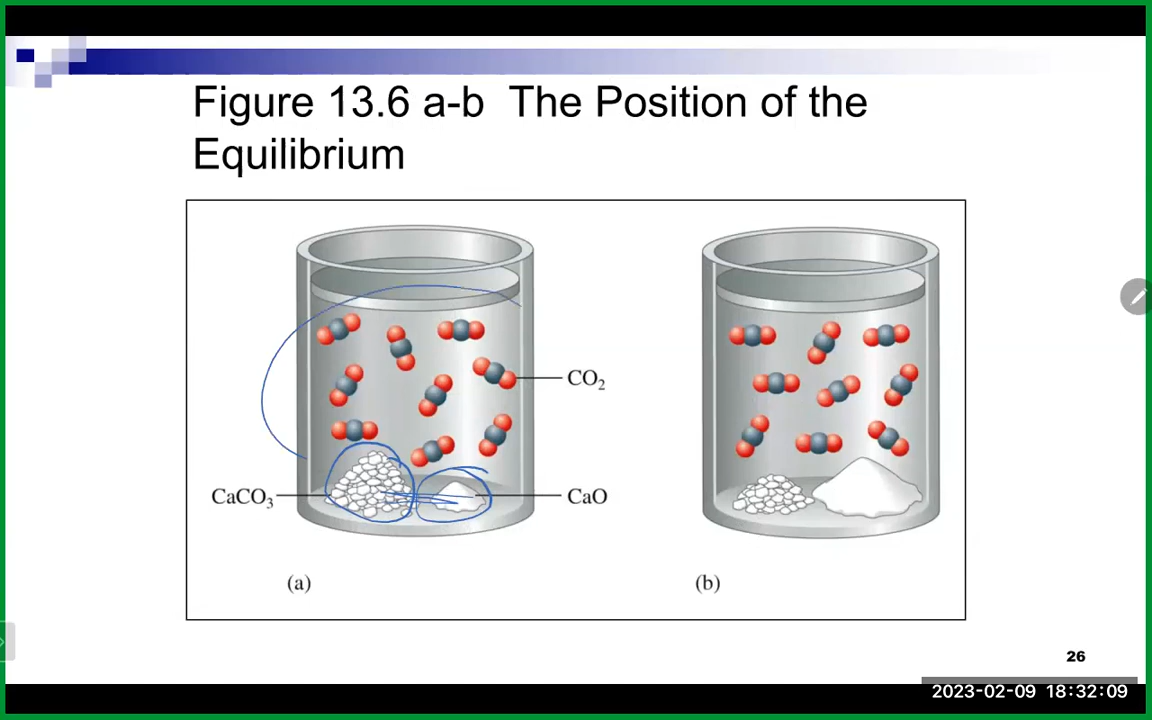 Figure 13.6 a-b The Position of the
Equilibrium
CO₂
CaCO₃
CaO
(a)
(b)
26
2023-02-09 18:32:09